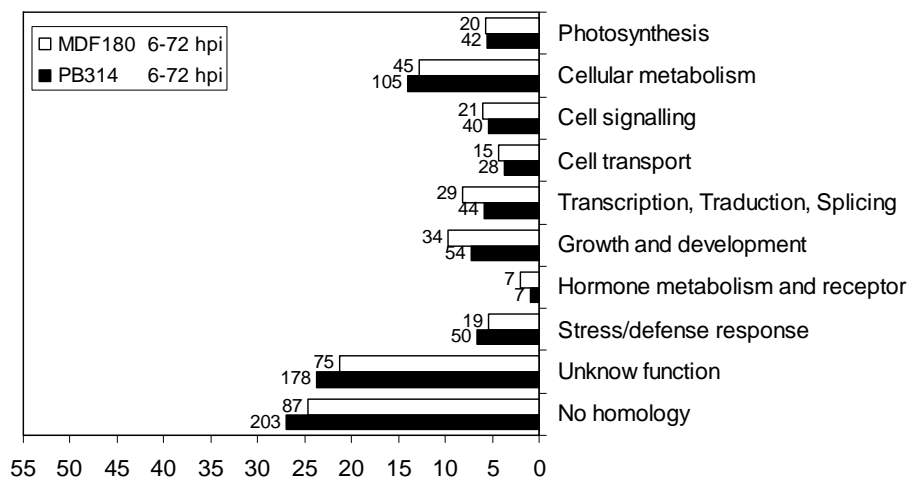 MDF180 6-72 hpi
PB314 6-72 hpi
20
42
Photosynthesis
45
105
Cellular metabolism
21
40
Cell signalling
15
28
Cell transport
29
44
Transcription, Traduction, Splicing
34
54
Growth and development
7
7
Hormone metabolism and receptor
19
50
Stress/defense response
75
178
Unknow function
87
203
No homology
55 50 45 40 35 30 25 20 15 10 5 0